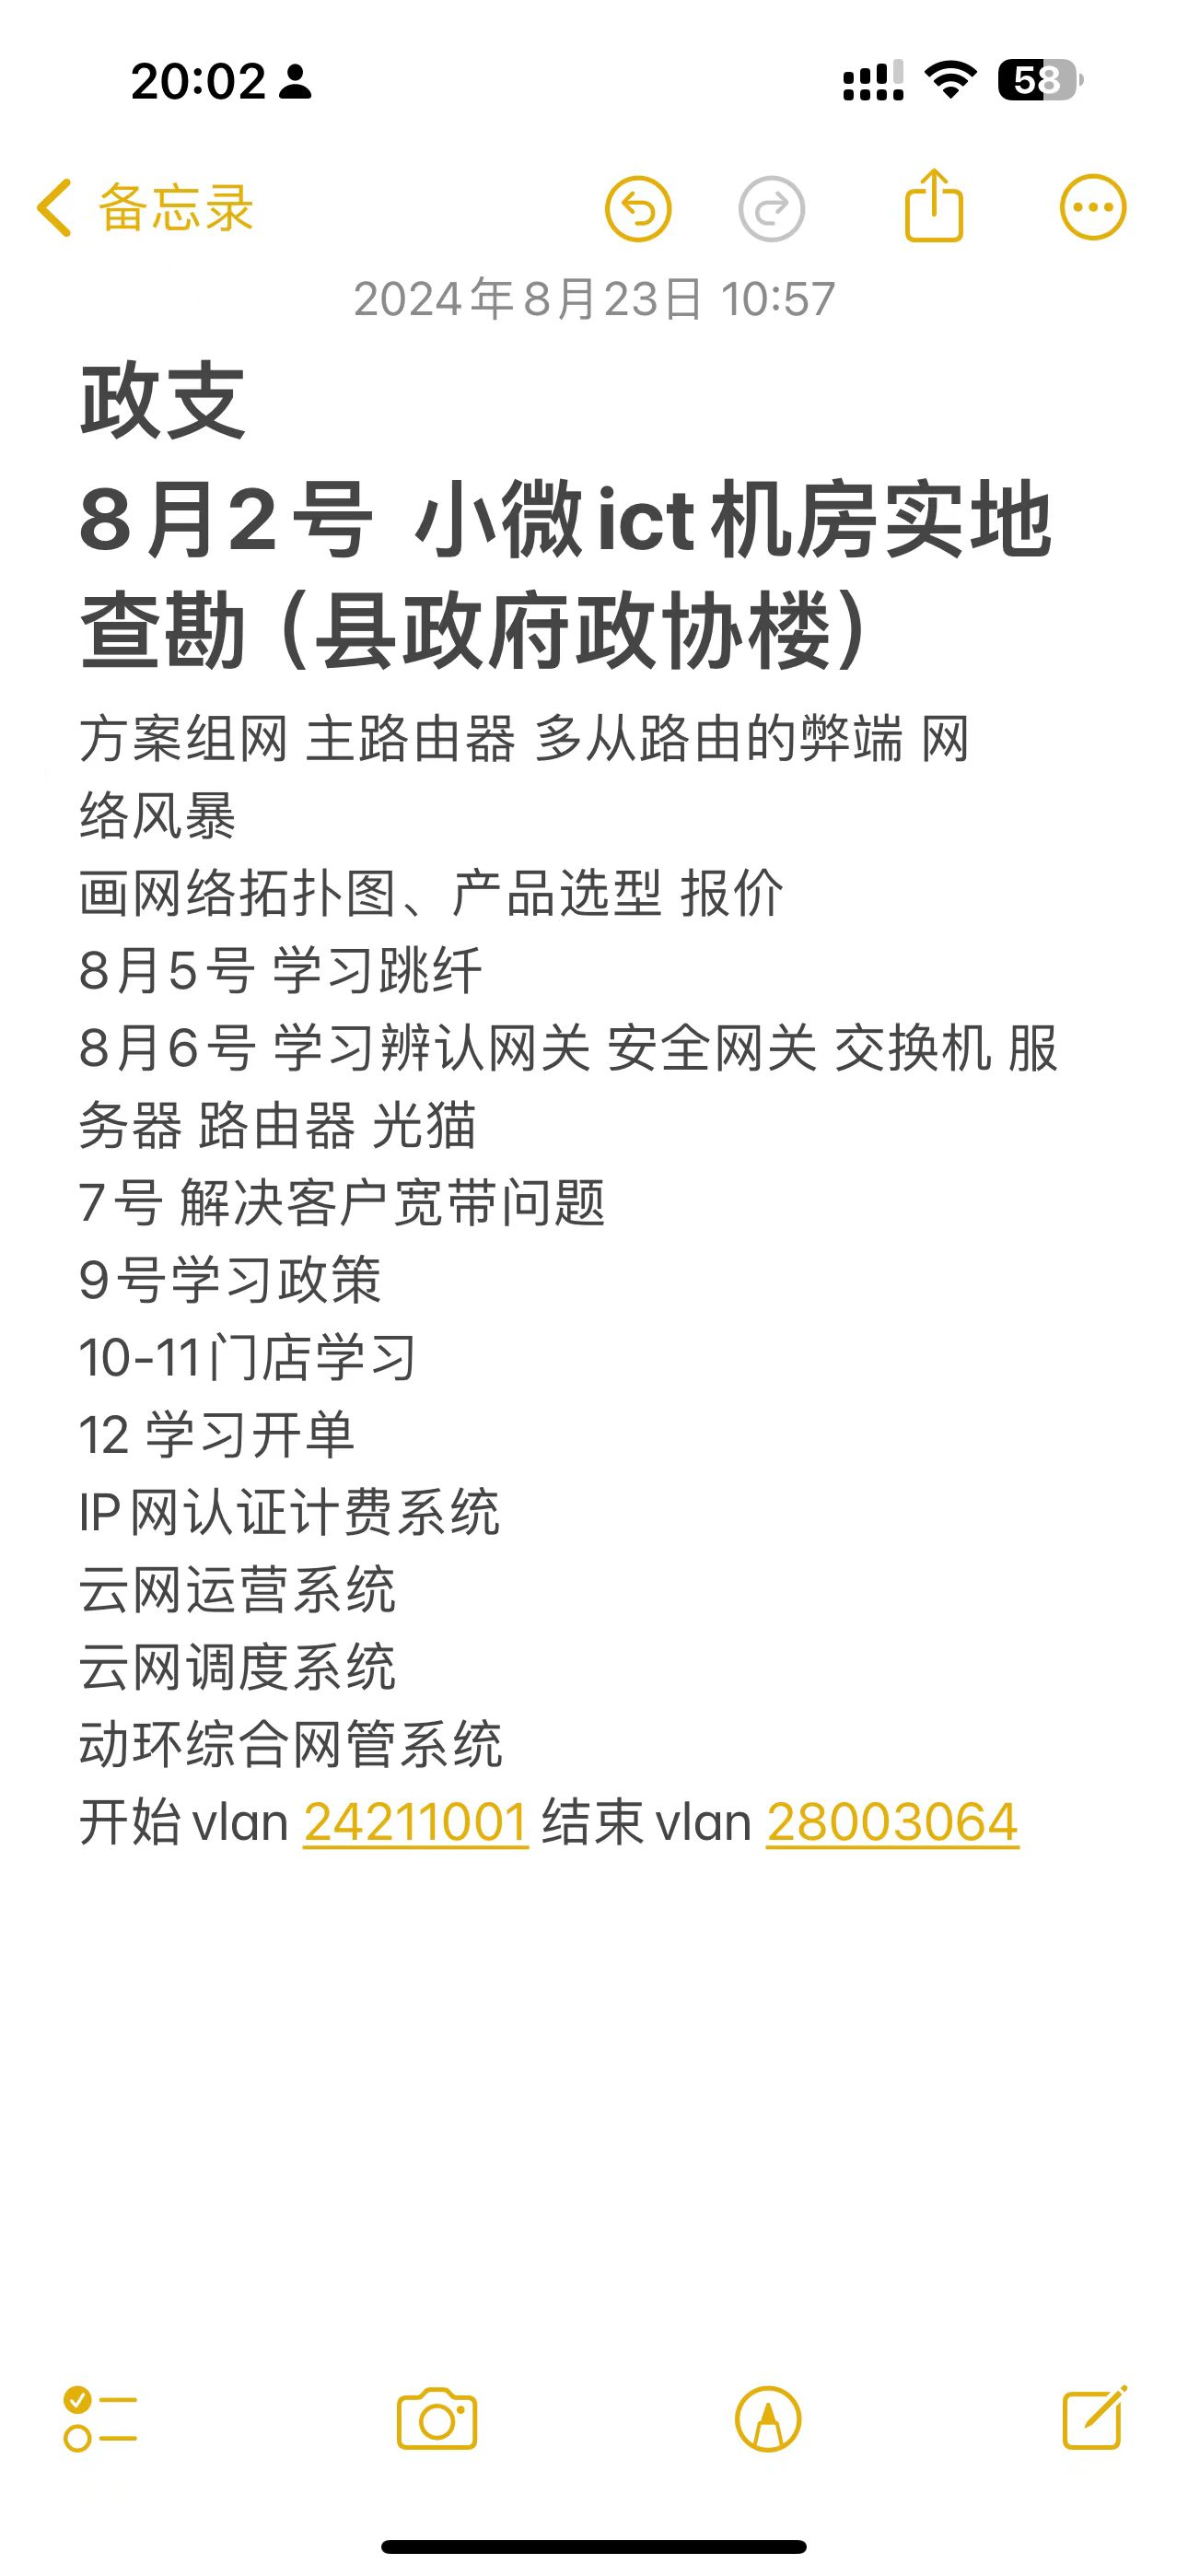 20:02
58
备忘录
2024年8月23日 10:57
政支
8月2号 小微ict机房实地
查勘（县政府政协楼）
方案组网 主路由器 多从路由的弊端 网
络风暴
画网络拓扑图、产品选型 报价
8月5号 学习跳纤
8月6号 学习辨认网关 安全网关 交换机 服
务器 路由器 光猫
7号 解决客户宽带问题
9号学习政策
10-11门店学习
12 学习开单
IP网认证计费系统
云网运营系统
云网调度系统
动环综合网管系统
开始vlan 24211001 结束vlan 28003064